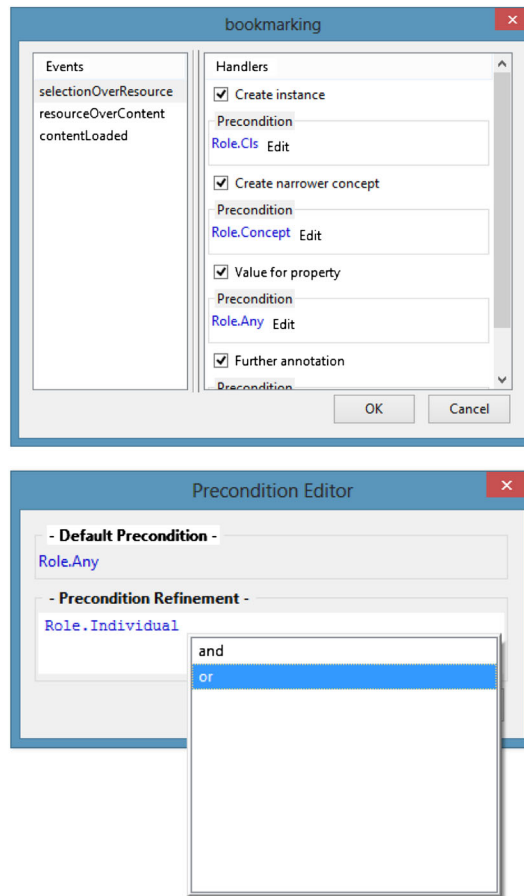 bookmarking
Events
selectionOverResource
resourceOverContent
contentLoaded
Handlers
Create instance
Precondition
Role.Cls Edit
Create narrower concept
Precondition
Role.Concept Edit
Value for property
Precondition
Role.Any Edit
Further annotation
Precondition
OK Cancel
Precondition Editor
- Default Precondition -
Role.Any
- Precondition Refinement -
Role.Individual
and
or